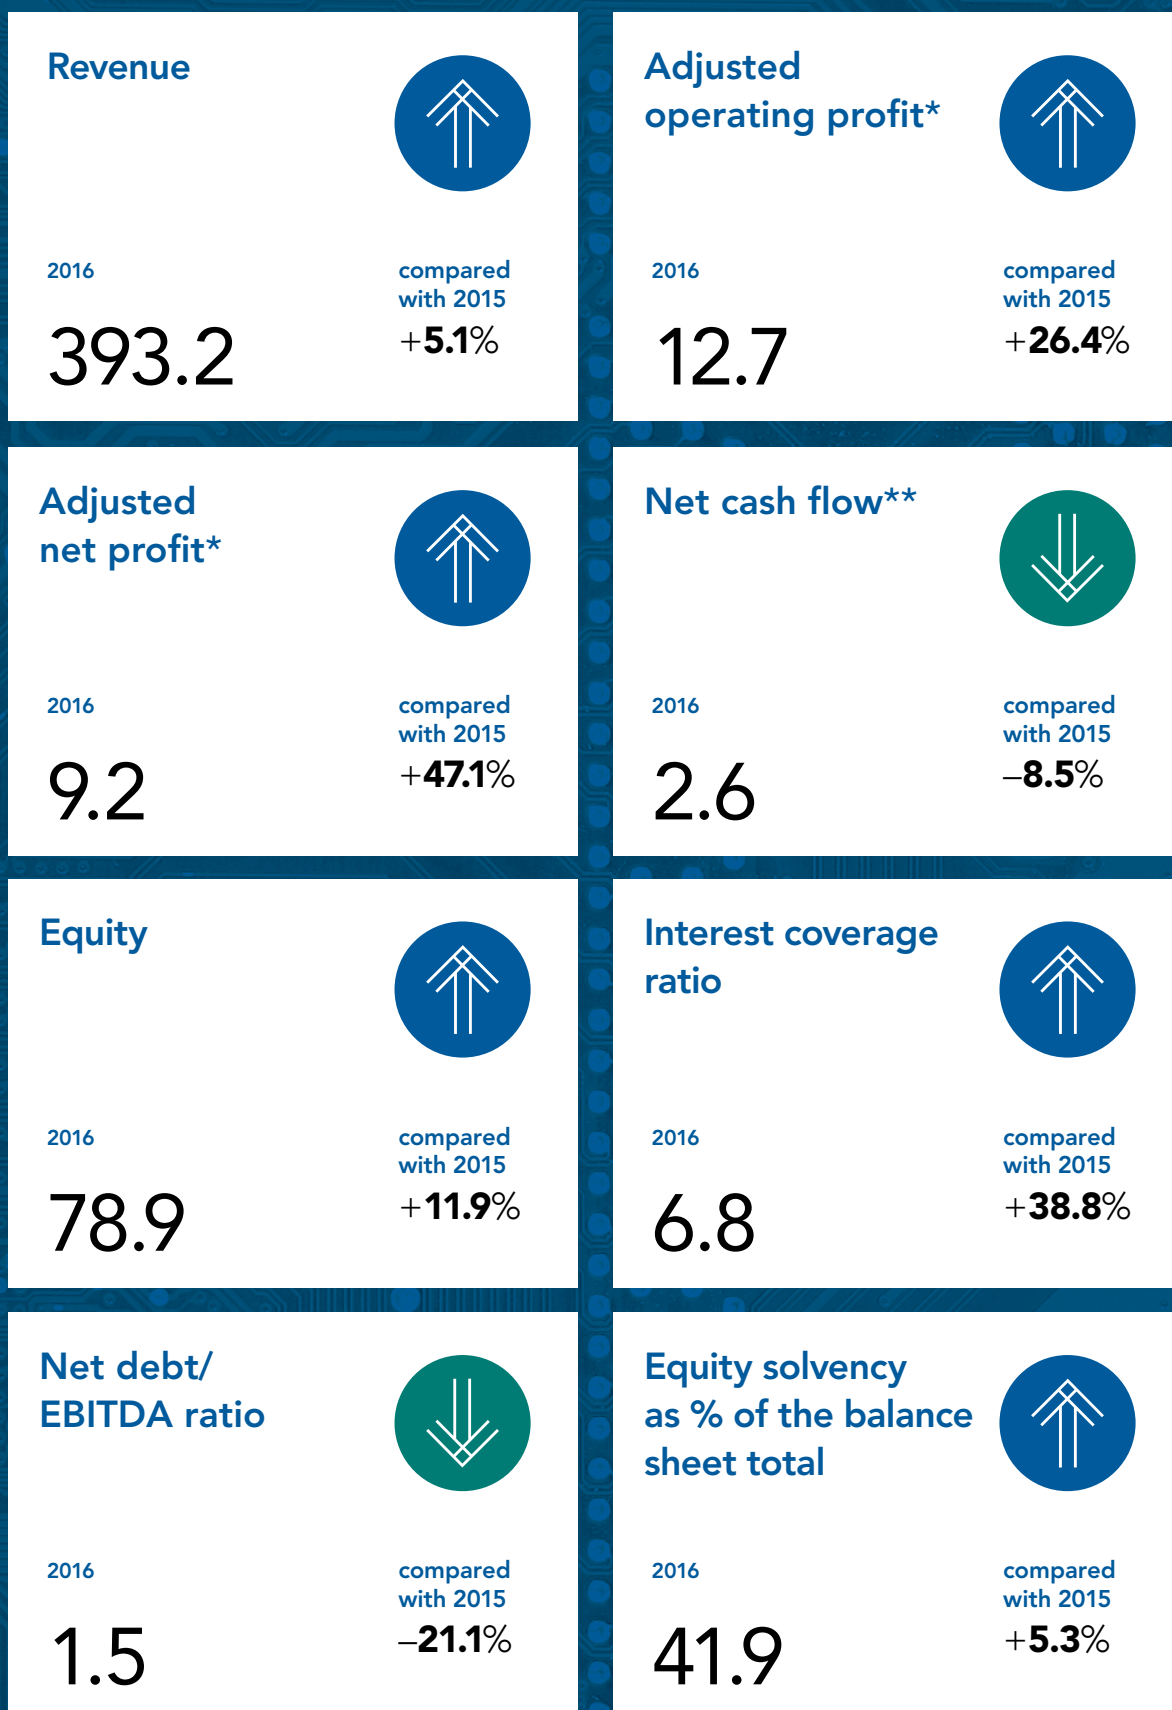 Revenue
2016
393.2
compared
with 2015
+5.1%
Adjusted
operating profit*
2016
12.7
compared
with 2015
+26.4%
Adjusted
net profit*
2016
9.2
compared
with 2015
+47.1%
Net cash flow**
2016
2.6
compared
with 2015
–8.5%
Equity
2016
78.9
compared
with 2015
+11.9%
Interest coverage
ratio
2016
6.8
compared
with 2015
+38.8%
Net debt/
EBITDA ratio
2016
1.5
compared
with 2015
–21.1%
Equity solvency
as % of the balance
sheet total
2016
41.9
compared
with 2015
+5.3%